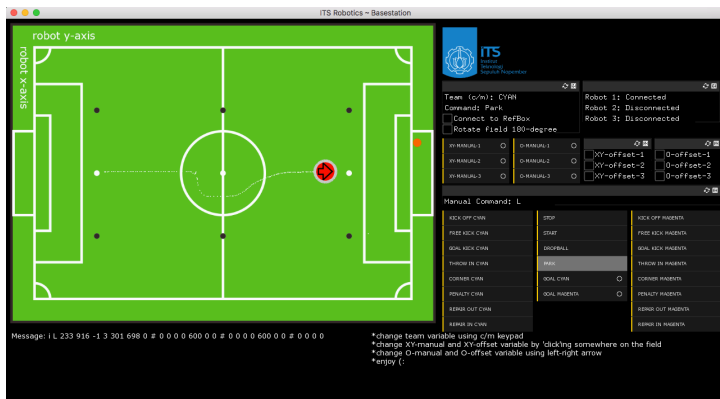 ITS Robotics - Basestation
robot y-axis
robot x-axis
ITS
Institut
Teknologi
Sepuluh Nopember
Team (c/m): CYAN
Command: Park
Connect to RefBox
Rotate field 180-degree
Robot 1: Connected
Robot 2: Disconnected
Robot 3: Disconnected
XY-MANUAL-1
XY-MANUAL-2
XY-MANUAL-3
O-MANUAL-1
O-MANUAL-2
O-MANUAL-3
XY-offset-1
XY-offset-2
XY-offset-3
O-offset-1
O-offset-2
O-offset-3
Manual Command: L
KICK OFF CYAN
FREE KICK CYAN
GOAL KICK CYAN
THROW IN CYAN
CORNER CYAN
PENALTY CYAN
REPAIR OUT CYAN
REPAIR IN CYAN
STOP
START
DROPBALL
PARK
GOAL CYAN
GOAL MAGENTA
KICK OFF MAGENTA
FREE KICK MAGENTA
GOAL KICK MAGENTA
THROW IN MAGENTA
CORNER MAGENTA
PENALTY MAGENTA
REPAIR OUT MAGENTA
REPAIR IN MAGENTA
Message: i L 233 916 -1 3 301 698 0 # 0 0 0 0 600 0 0 # 0 0 0 0 600 0 0 # 0 0 0 0
*change team variable using c/m keypad
*change XY-manual and XY-offset variable by 'click'ing somewhere on the field
*change O-manual and O-offset variable using left-right arrow
*enjoy (: